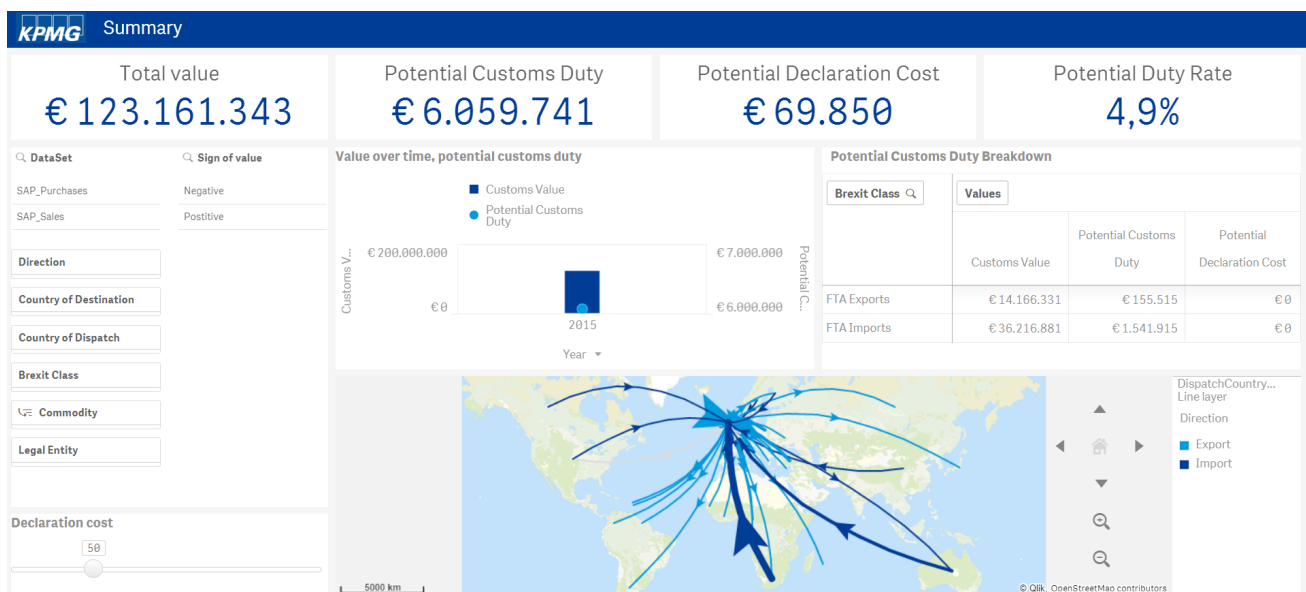 KPMG Summary
Total value
€ 123.161.343
Potential Customs Duty
€ 6.059.741
Potential Declaration Cost
€ 69.850
Potential Duty Rate
4,9%
DataSet
SAP_Purchases
SAP_Sales
Sign of value
Negative
Postitive
Direction
Country of Destination
Country of Dispatch
Brexit Class
Commodity
Legal Entity
Declaration cost
50
Value over time, potential customs duty
Customs Value
Potential Customs
Duty
Customs V...
€ 200.000.000
€ 0
€ 7.000.000
€ 6.000.000
Potential C...
2015
Year
Potential Customs Duty Breakdown
Brexit Class
Values
Customs Value
Potential Customs
Duty
Potential
Declaration Cost
FTA Exports € 14.166.331 € 155.515 € 0
FTA Imports € 36.216.881 € 1.541.915 € 0
5000 km
© Qlik, OpenStreetMap contributors
DispatchCountry...
Line layer
Direction
Export
Import